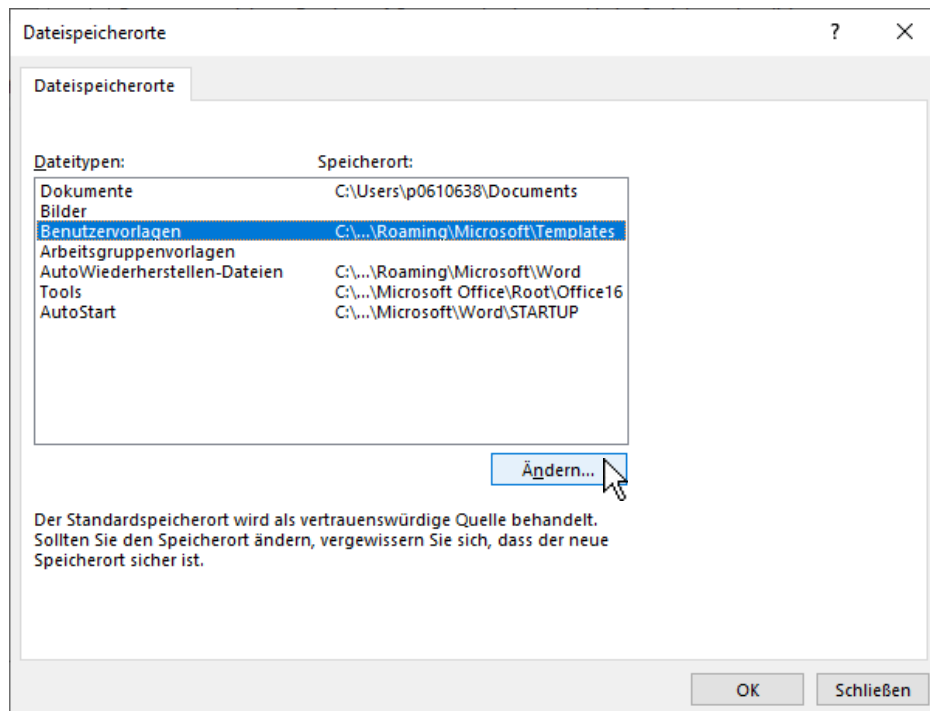 Dateispeicherorte
?
Dateispeicherorte
Dateitypen: Speicherort:
Dokumente C:\Users\p0610638\Documents
Bilder
Benutzervorlagen C:\...\Roaming\Microsoft\Templates
Arbeitsgruppenvorlagen
AutoWiederherstellen-Dateien C:\...\Roaming\Microsoft\Word
Tools C:\...\Microsoft Office\Root\Office16
AutoStart C:\...\Microsoft\Word\STARTUP
Ändern...
Der Standardspeicherort wird als vertrauenswürdige Quelle behandelt.
Sollten Sie den Speicherort ändern, vergewissern Sie sich, dass der neue
Speicherort sicher ist.
OK Schließen